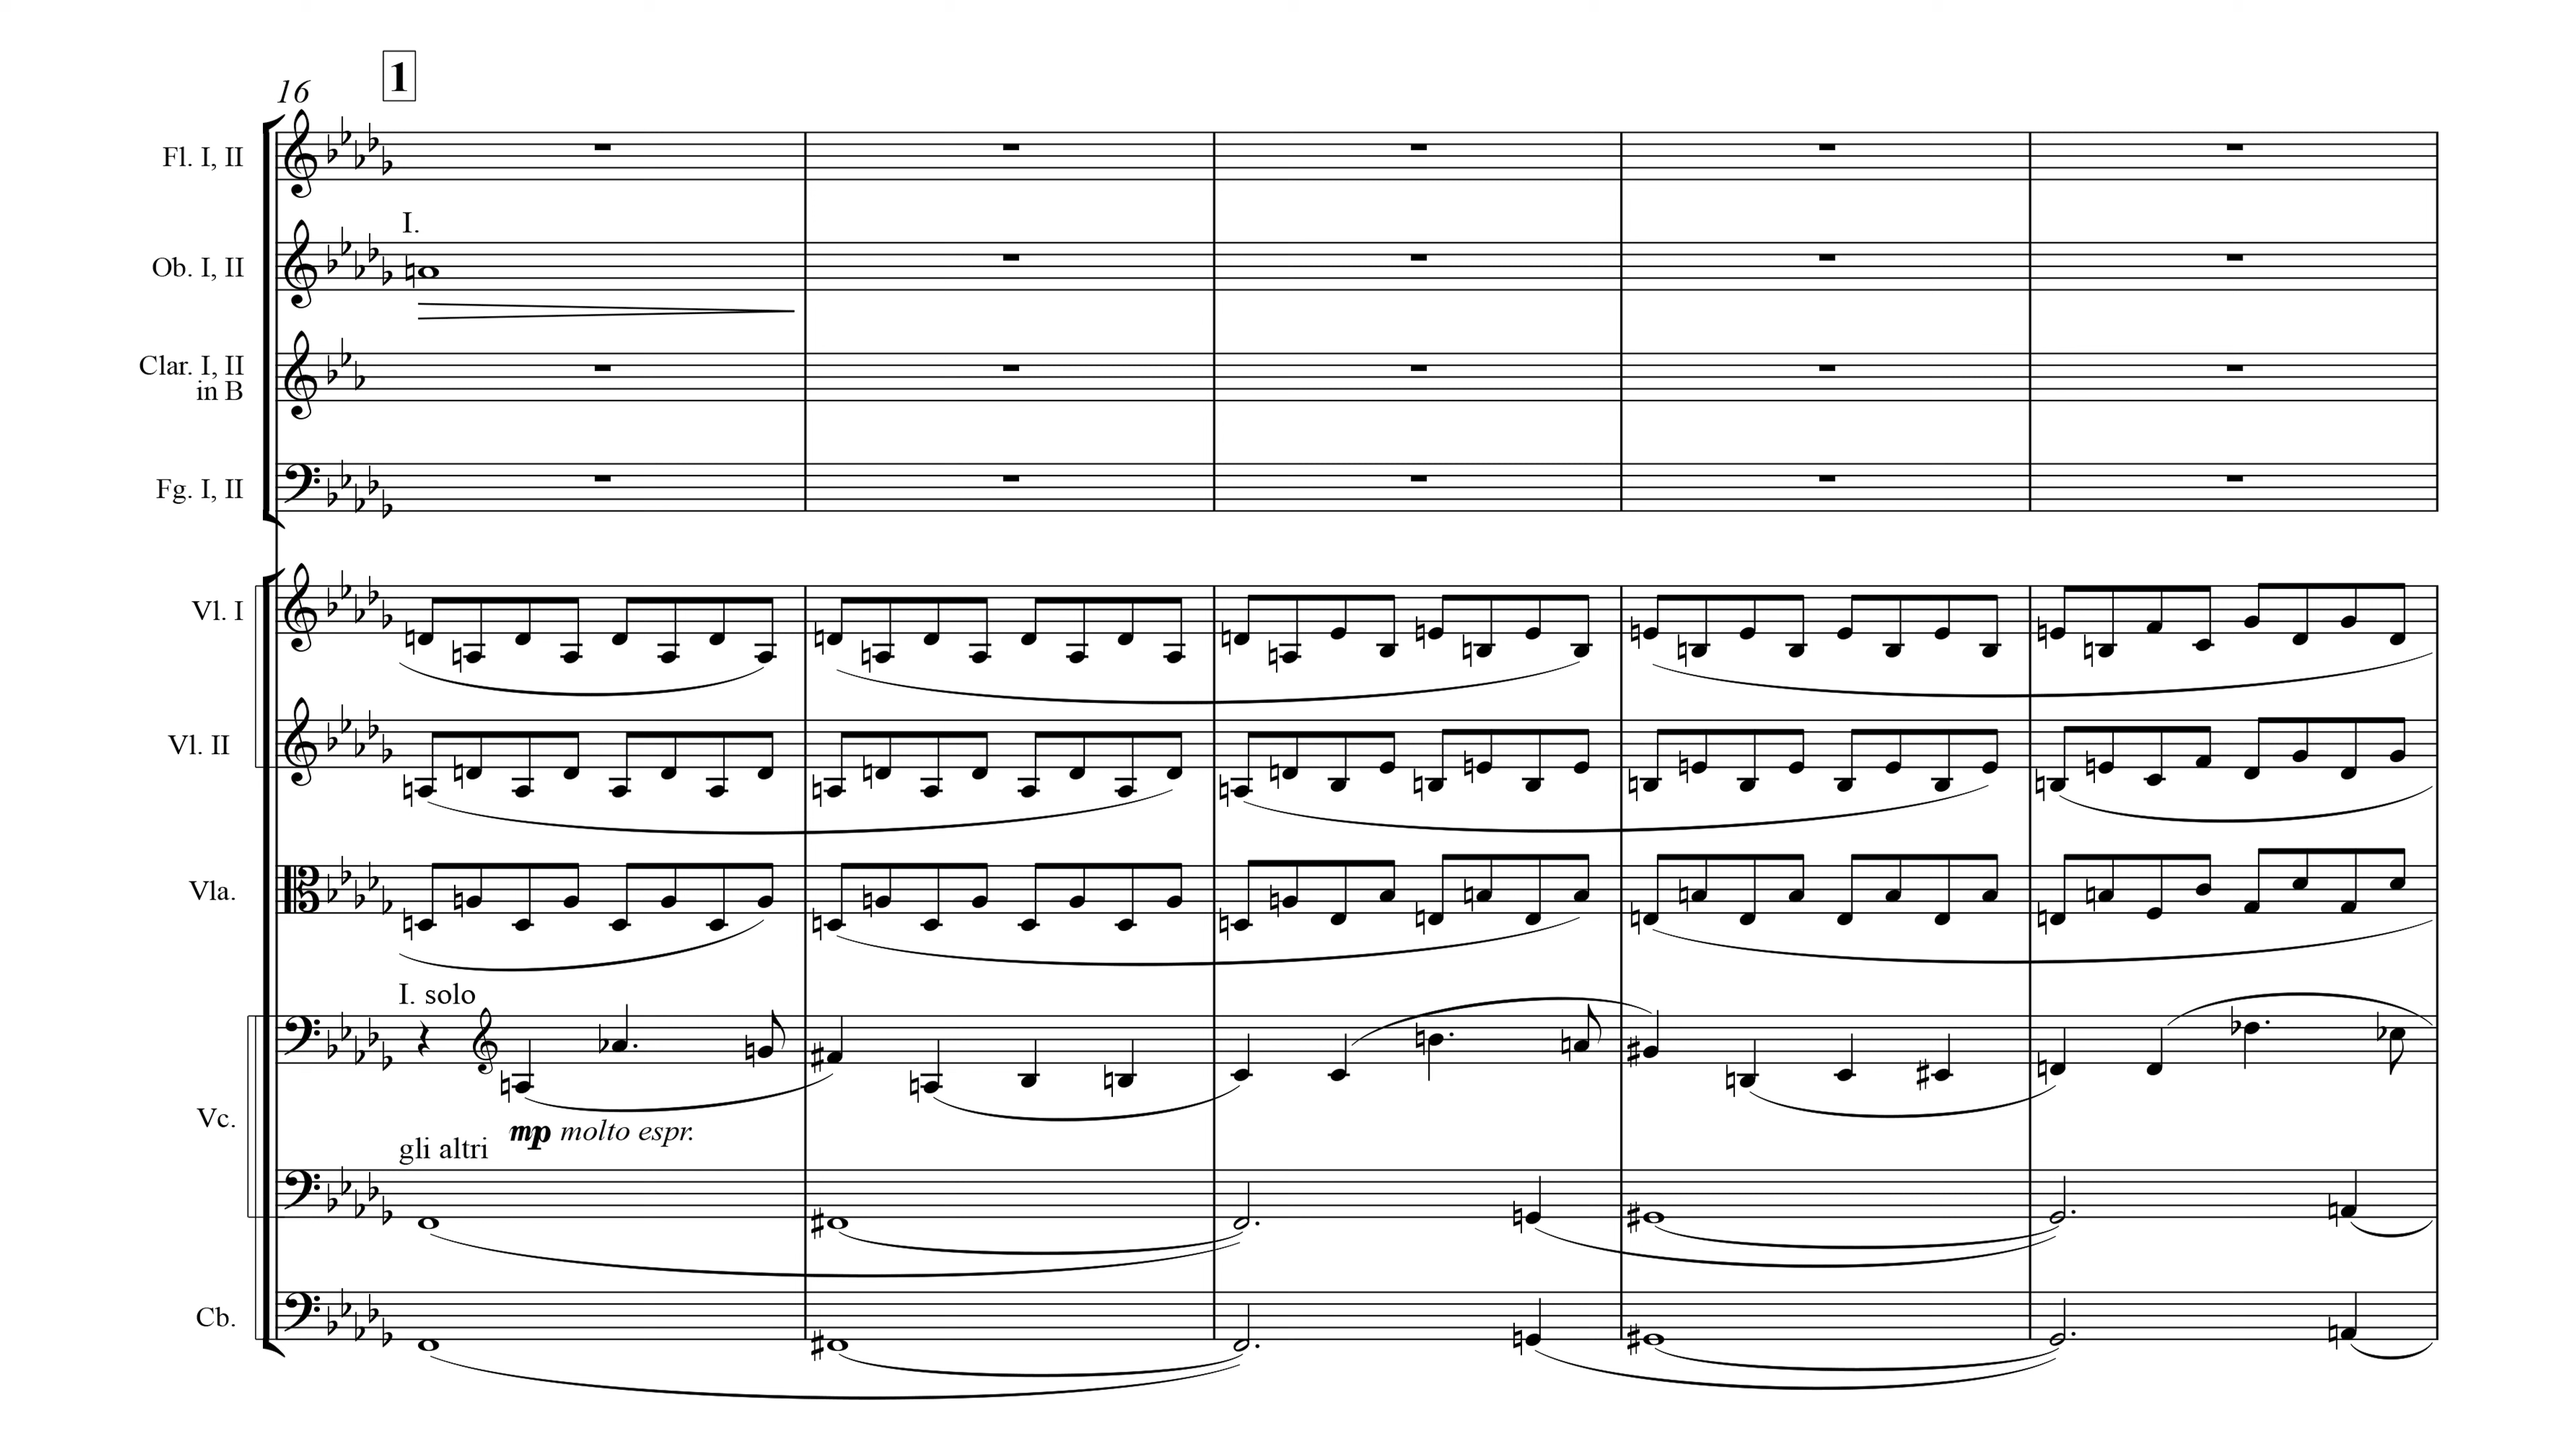 1
16
Fl. I, II
I.
Ob. I, II
Clar. I, II
in B
Fg. I, II
Vl. I
Vl. II
Vla.
I. solo
Vc.
mp molto espr.
gli altri
Cb.